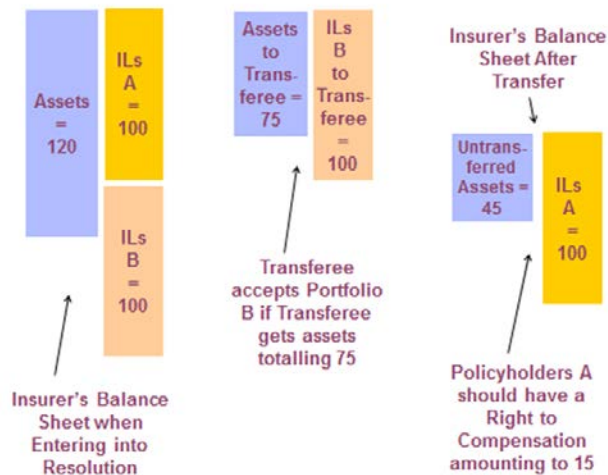 Assets
=
120
ILs
A
=
100
ILs
B
=
100
Insurer's Balance
Sheet when
Entering into
Resolution
Assets
to
Trans-
feree =
75
ILs
B
to
Trans-
feree
=
100
Transferee
accepts Portfolio
B if Transferee
gets assets
totalling 75
Insurer's Balance
Sheet After
Transfer
Untrans-
ferred
Assets =
45
ILs
A
=
100
Policyholders A
should have a
Right to
Compensation
amounting to 15